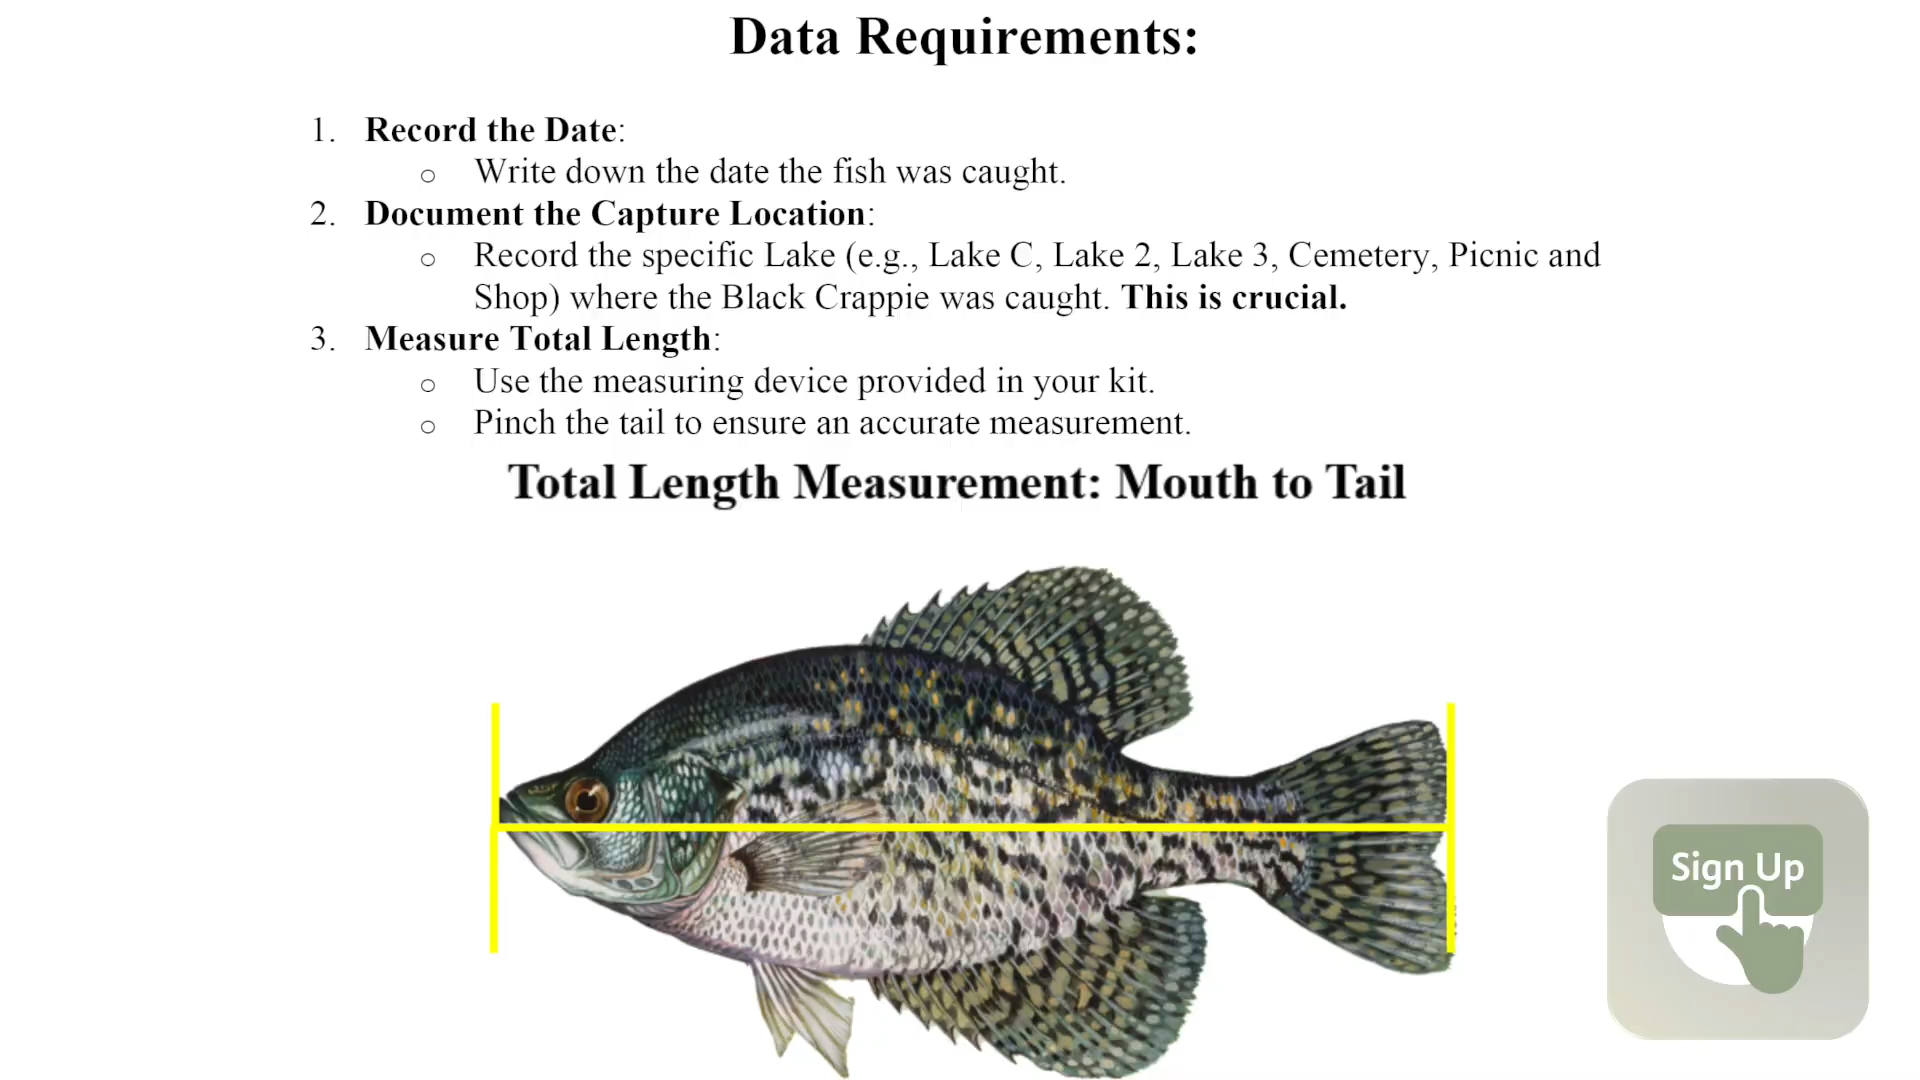 Data Requirements:
1. Record the Date:
o Write down the date the fish was caught.
2. Document the Capture Location:
o Record the specific Lake (e.g., Lake C, Lake 2, Lake 3, Cemetery, Picnic and
Shop) where the Black Crappie was caught. This is crucial.
3. Measure Total Length:
o Use the measuring device provided in your kit.
o Pinch the tail to ensure an accurate measurement.
Total Length Measurement: Mouth to Tail
Sign Up